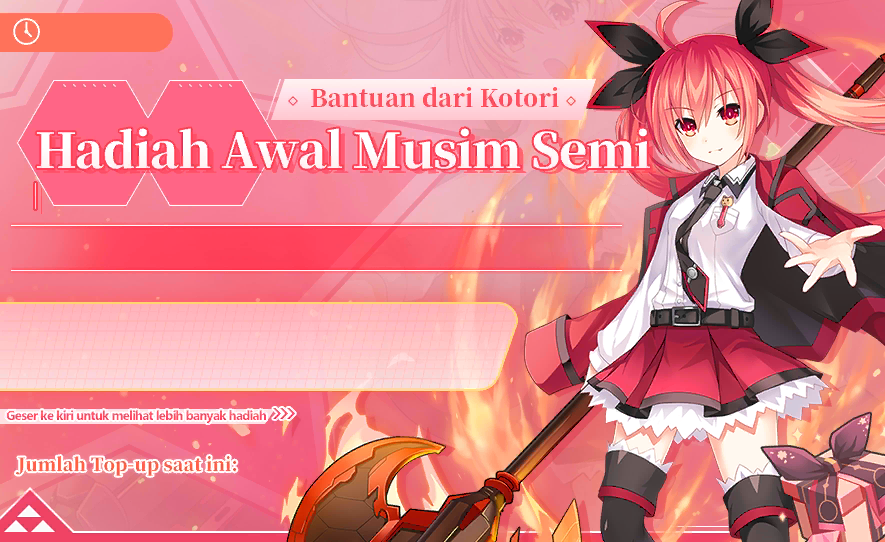 Bantuan dari Kotori
Hadiah Awal Musim Semi
Geser ke kiri untuk melihat lebih banyak hadiah
Jumlah Top-up saat ini: